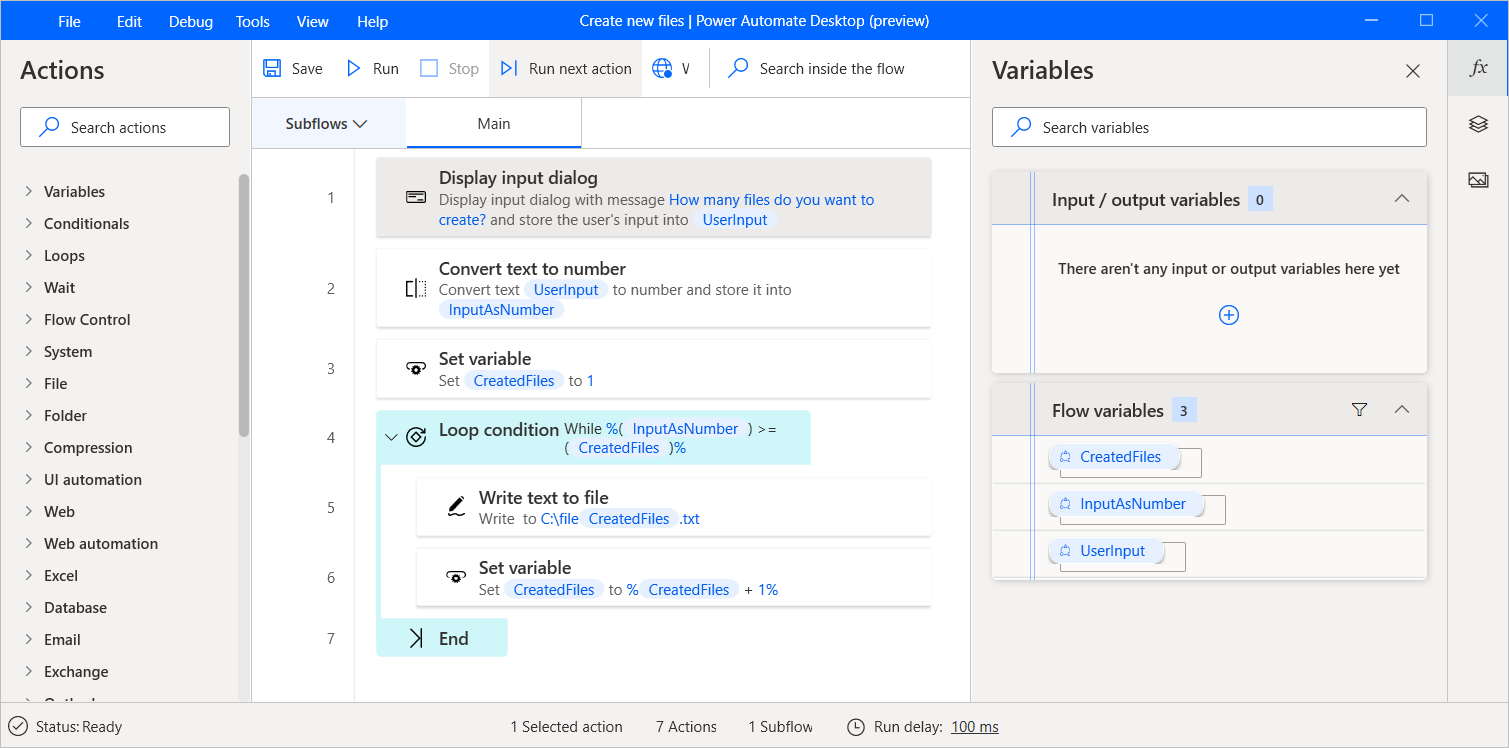 File Edit Debug Tools View Help Create new files | Power Automate Desktop (preview)
Actions
Search actions
Variables
Conditionals
Loops
Wait
Flow Control
System
File
Folder
Compression
UI automation
Web
Web automation
Excel
Database
Email
Exchange
Save Run Stop Run next action Search inside the flow
Subflows Main
1
Display input dialog
Display input dialog with message How many files do you want to
create? and store the user's input into UserInput
2
Convert text to number
Convert text UserInput to number and store it into
InputAsNumber
3
Set variable
Set CreatedFiles to 1
4
Loop condition While %( InputAsNumber ) >=
( CreatedFiles )%
5
Write text to file
Write to C:\file CreatedFiles .txt
6
Set variable
Set CreatedFiles to % CreatedFiles + 1%
7 End
Variables
fx
Search variables
Input / output variables 0
There aren't any input or output variables here yet
Flow variables 3
CreatedFiles
InputAsNumber
UserInput
Status: Ready 1 Selected action 7 Actions 1 Subflow Run delay: 100 ms